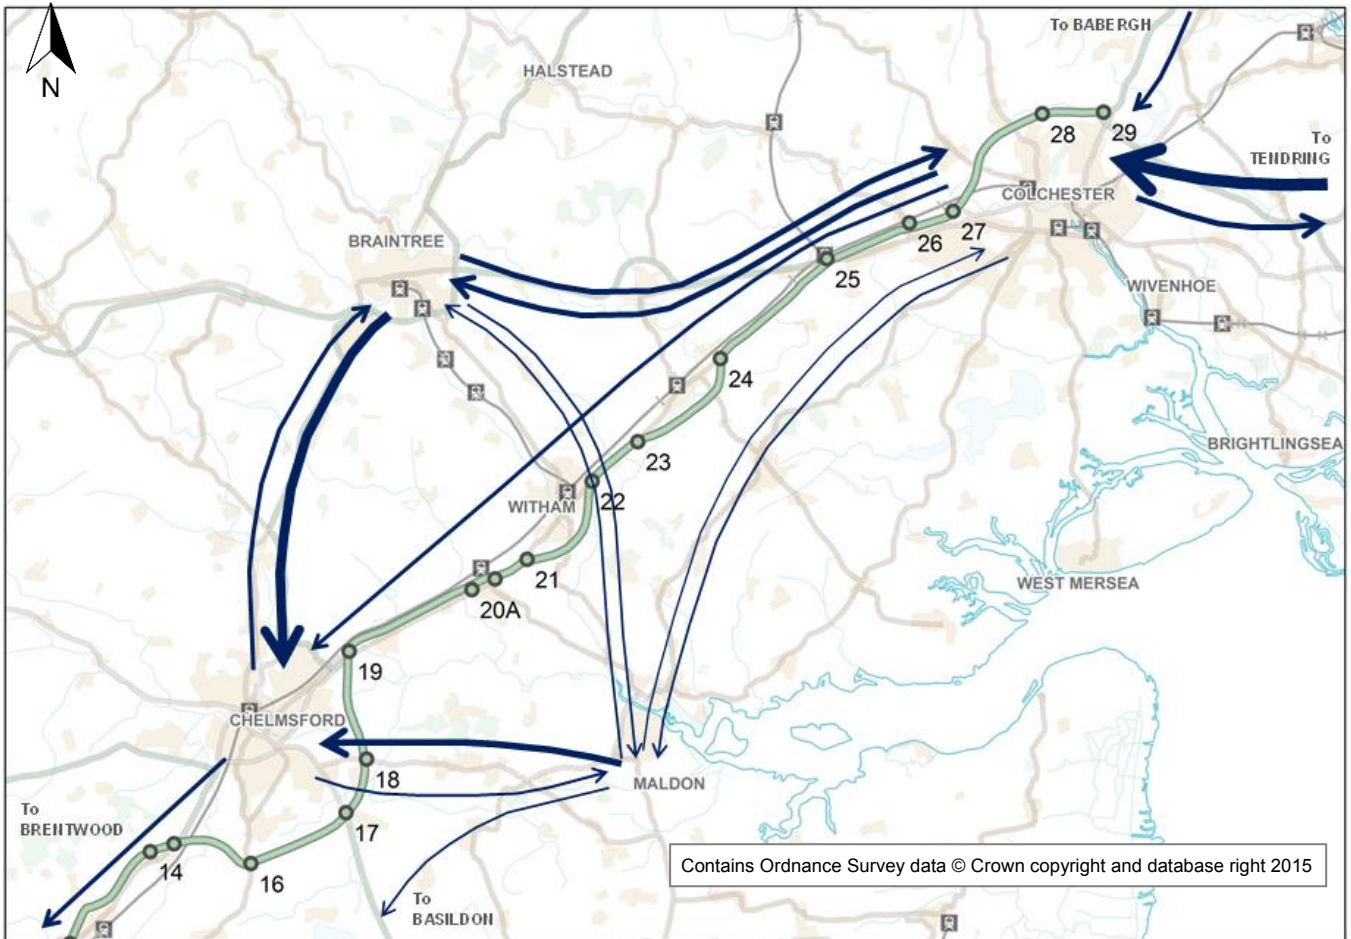 N
HALSTEAD
To BABERGH
28
29
To
TENDRING
COLCHESTER
26
27
BRAINTREE
25
WIVENHOE
24
BRIGHTLINGSEA
23
22
WITHAM
21
WEST MERSEA
20A
19
CHELMSFORD
18
MALDON
To
BRENTWOOD
17
14
16
Contains Ordnance Survey data © Crown copyright and database right 2015
To
BASILDON